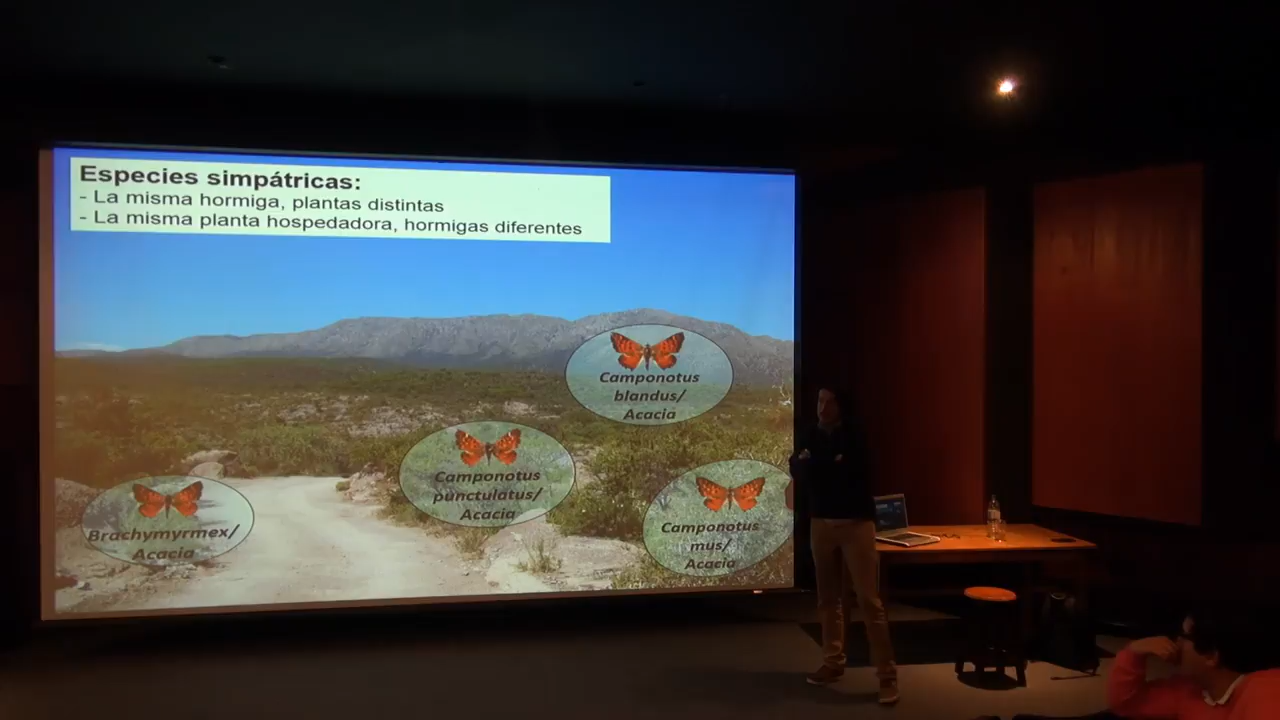 Especies simpátricas:
- La misma hormiga, plantas distintas
- La misma planta hospedadora, hormigas diferentes
Camponotus
blandus/
Acacia
Camponotus
punctulatus/
Acacia
Camponotus
mus/
Acacia
Brachymyrmex/
Acacia